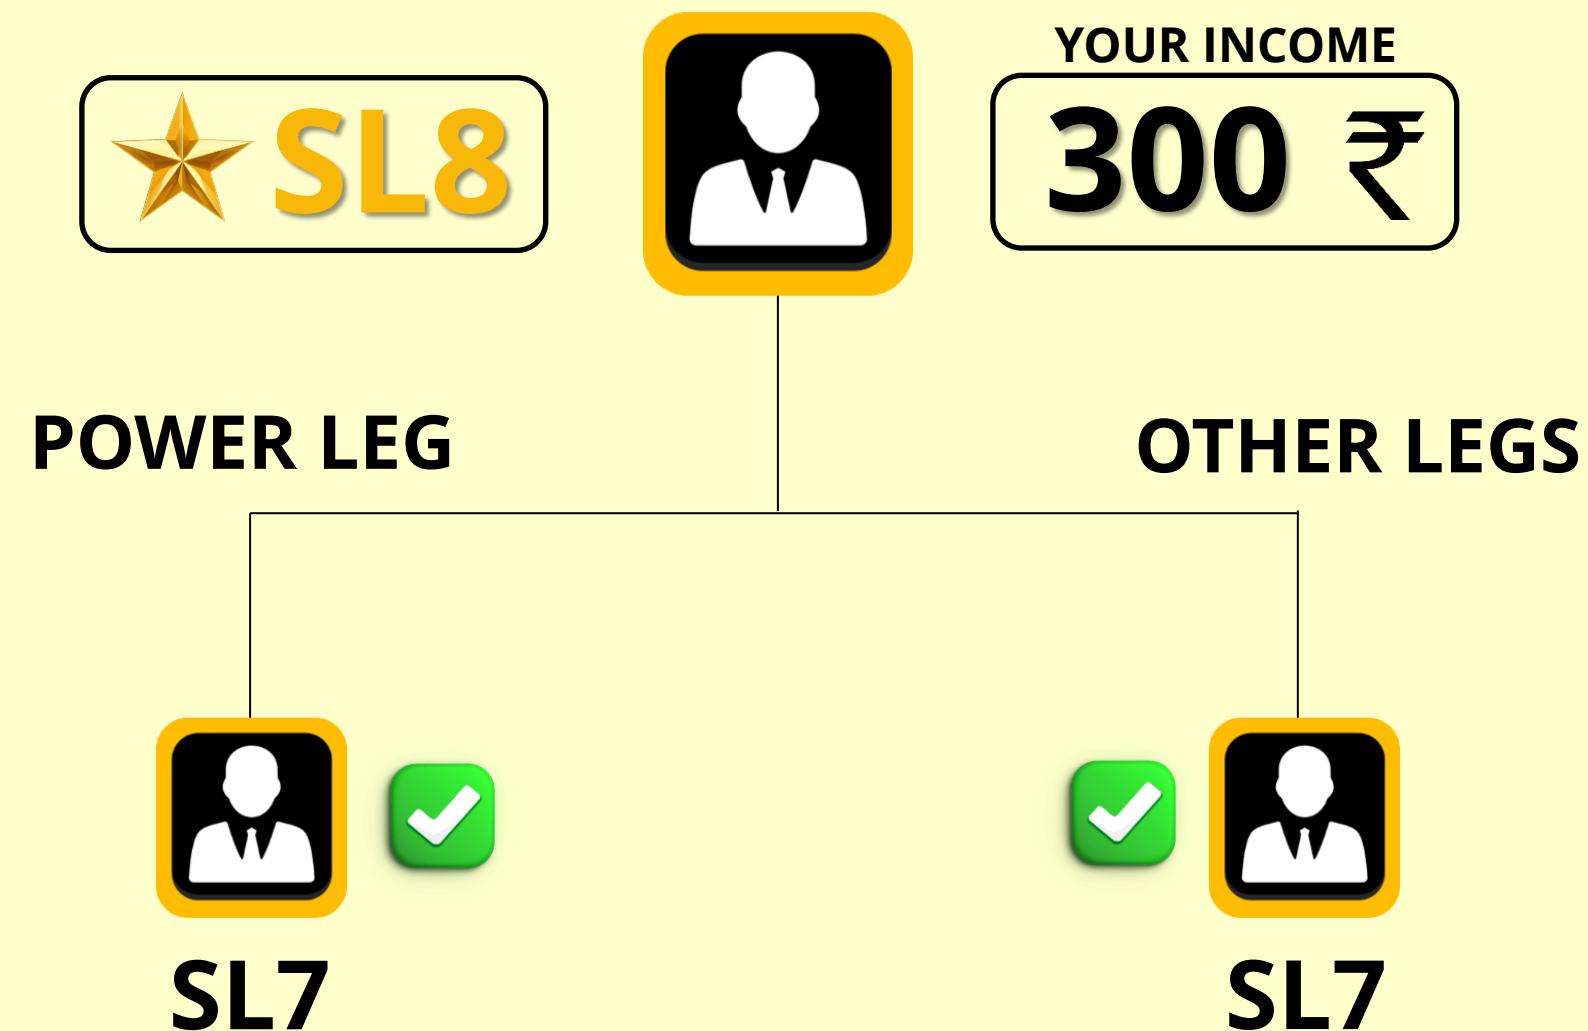 YOUR INCOME
SL8
300 ₹
POWER LEG
OTHER LEGS
SL7
SL7